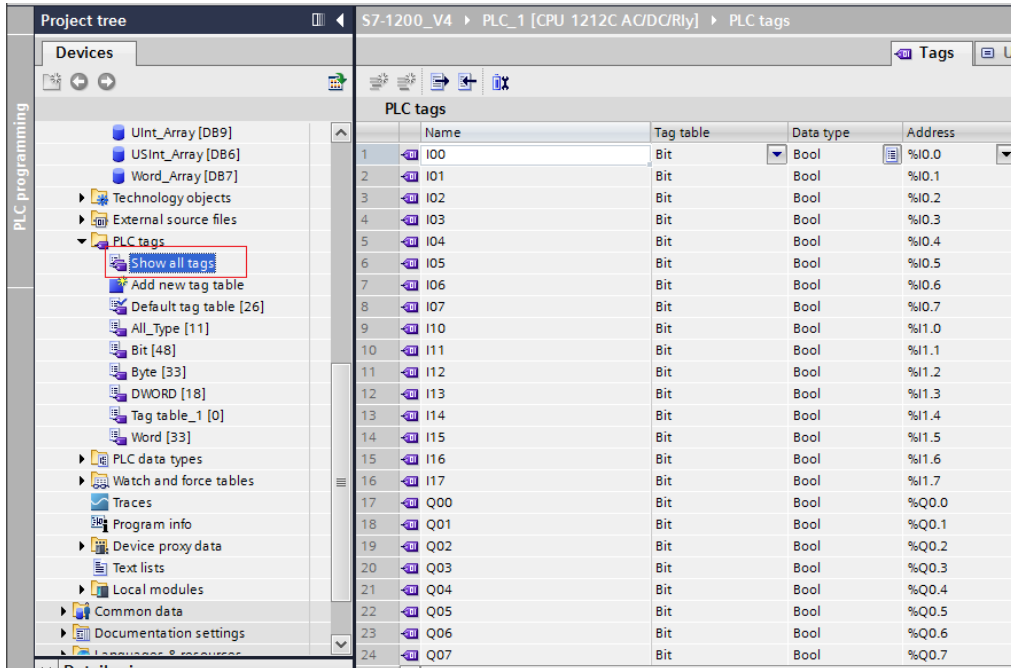 Project tree
S7-1200_V4 PLC_1 [CPU 1212C AC/DC/Rly] PLC tags
Devices
Tags
U
PLC programming
UInt_Array [DB9]
USInt_Array [DB6]
Word_Array [DB7]
Technology objects
External source files
PLC tags
Show all tags
Add new tag table
Default tag table [26]
All_Type [11]
Bit [48]
Byte [33]
DWORD [18]
Tag table_1 [0]
Word [33]
PLC data types
Watch and force tables
Traces
Program info
Device proxy data
Text lists
Local modules
Common data
Documentation settings
Languages & resources
PLC tags
Name Tag table Data type Address
1 I00 Bit Bool %I0.0
2 I01 Bit Bool %I0.1
3 I02 Bit Bool %I0.2
4 I03 Bit Bool %I0.3
5 I04 Bit Bool %I0.4
6 I05 Bit Bool %I0.5
7 I06 Bit Bool %I0.6
8 I07 Bit Bool %I0.7
9 I10 Bit Bool %I1.0
10 I11 Bit Bool %I1.1
11 I12 Bit Bool %I1.2
12 I13 Bit Bool %I1.3
13 I14 Bit Bool %I1.4
14 I15 Bit Bool %I1.5
15 I16 Bit Bool %I1.6
16 I17 Bit Bool %I1.7
17 Q00 Bit Bool %Q0.0
18 Q01 Bit Bool %Q0.1
19 Q02 Bit Bool %Q0.2
20 Q03 Bit Bool %Q0.3
21 Q04 Bit Bool %Q0.4
22 Q05 Bit Bool %Q0.5
23 Q06 Bit Bool %Q0.6
24 Q07 Bit Bool %Q0.7